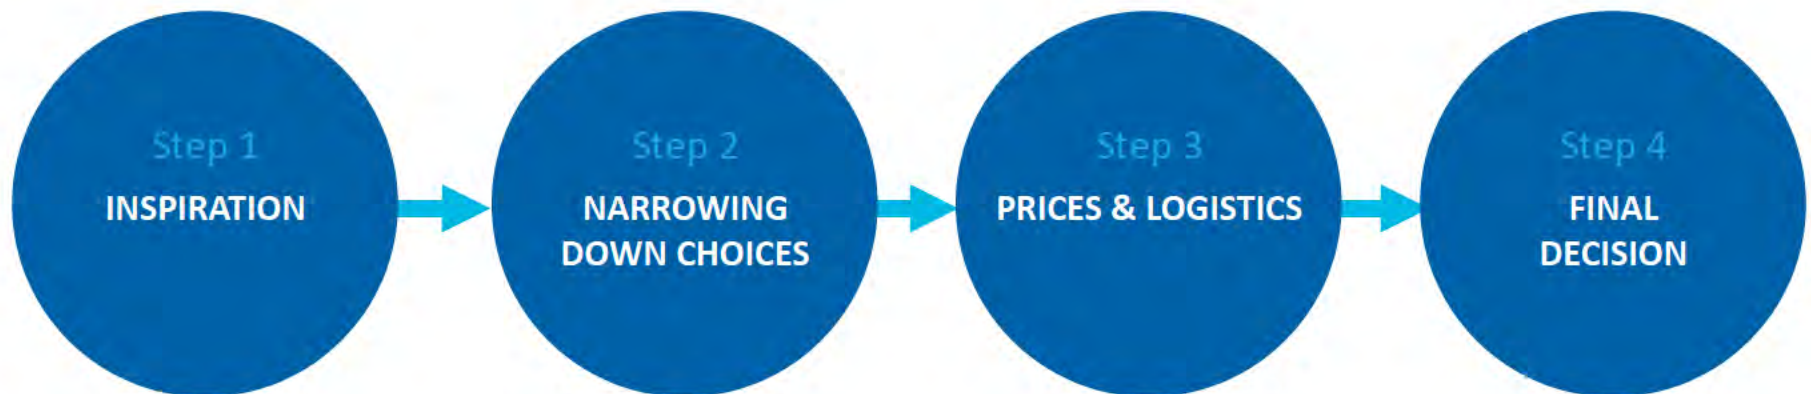 Step 1
INSPIRATION
Step 2
NARROWING
DOWN CHOICES
Step 3
PRICES & LOGISTICS
Step 4
FINAL
DECISION